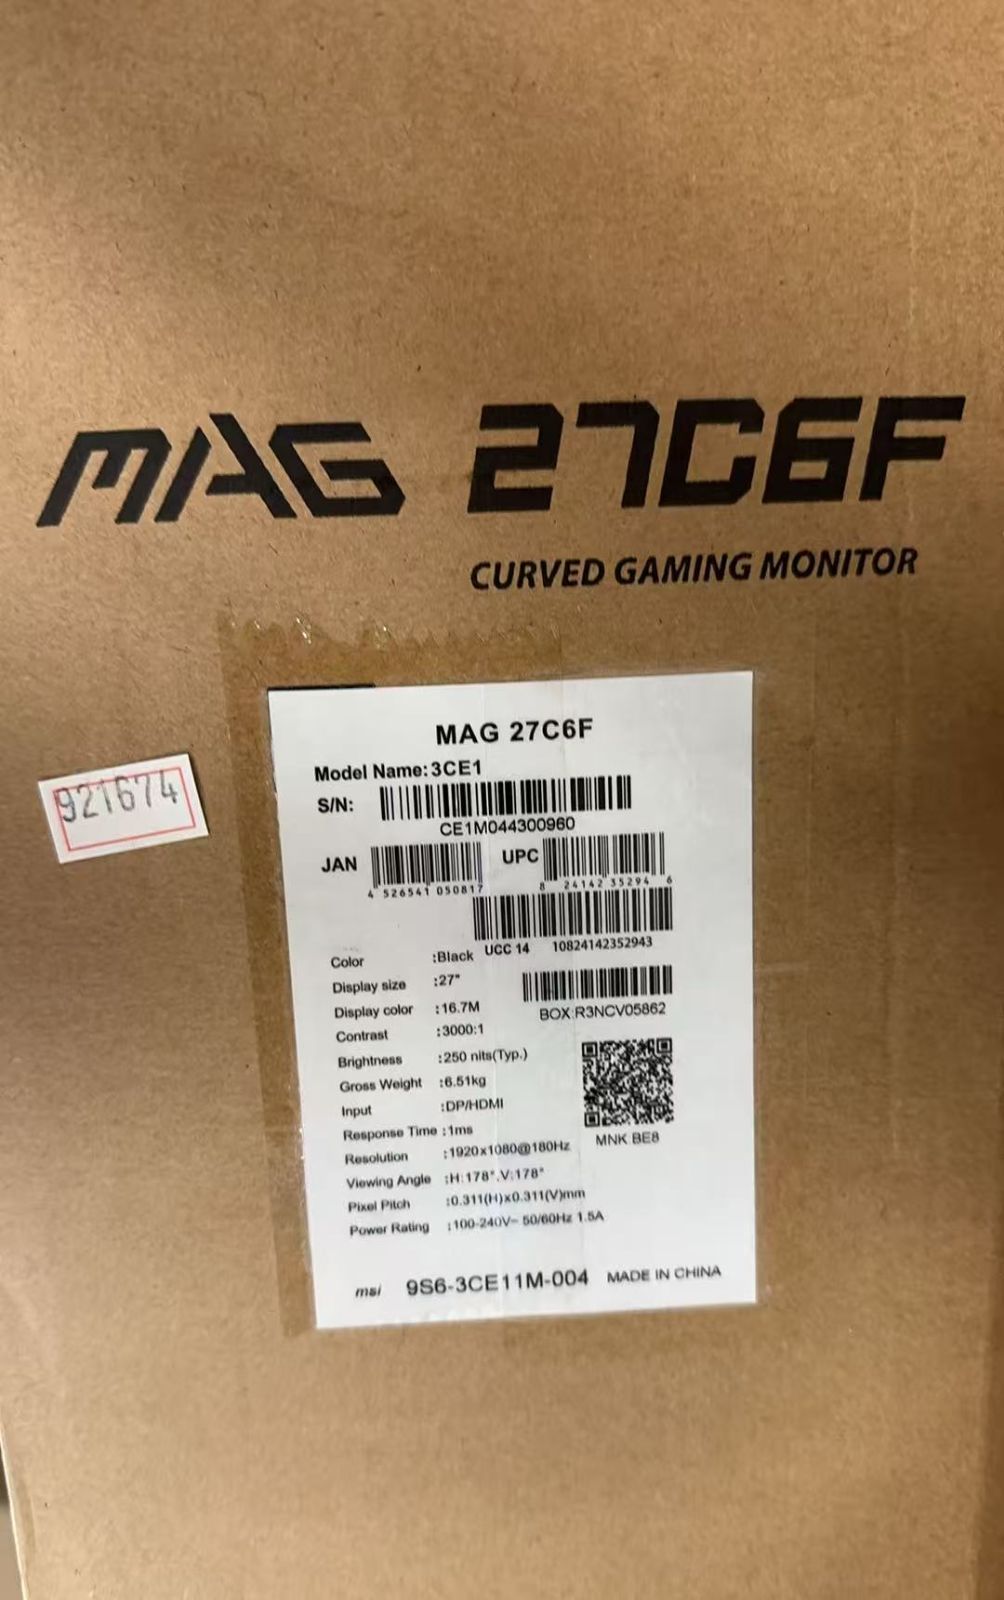 MAG 27C6F
CURVED GAMING MONITOR
921674
MAG 27C6F
Model Name:3CE1
S/N:
CE1M044300960
JAN
4 526541 050817
UPC
8 24142 35294 6
UCC 14 10824142352943
Color :Black
Display size :27"
Display color :16.7M
Contrast :3000:1
Brightness :250 nits(Typ.)
Gross Weight :6.51kg
Input :DP/HDMI
Response Time :1ms
Resolution :1920x1080@180Hz
Viewing Angle :H:178°.V:178°
Pixel Pitch :0.311(H)x0.311(V)mm
Power Rating :100-240V~ 50/60Hz 1.5A
BOX:R3NCV05862
MNK BE8
msi 9S6-3CE11M-004 MADE IN CHINA